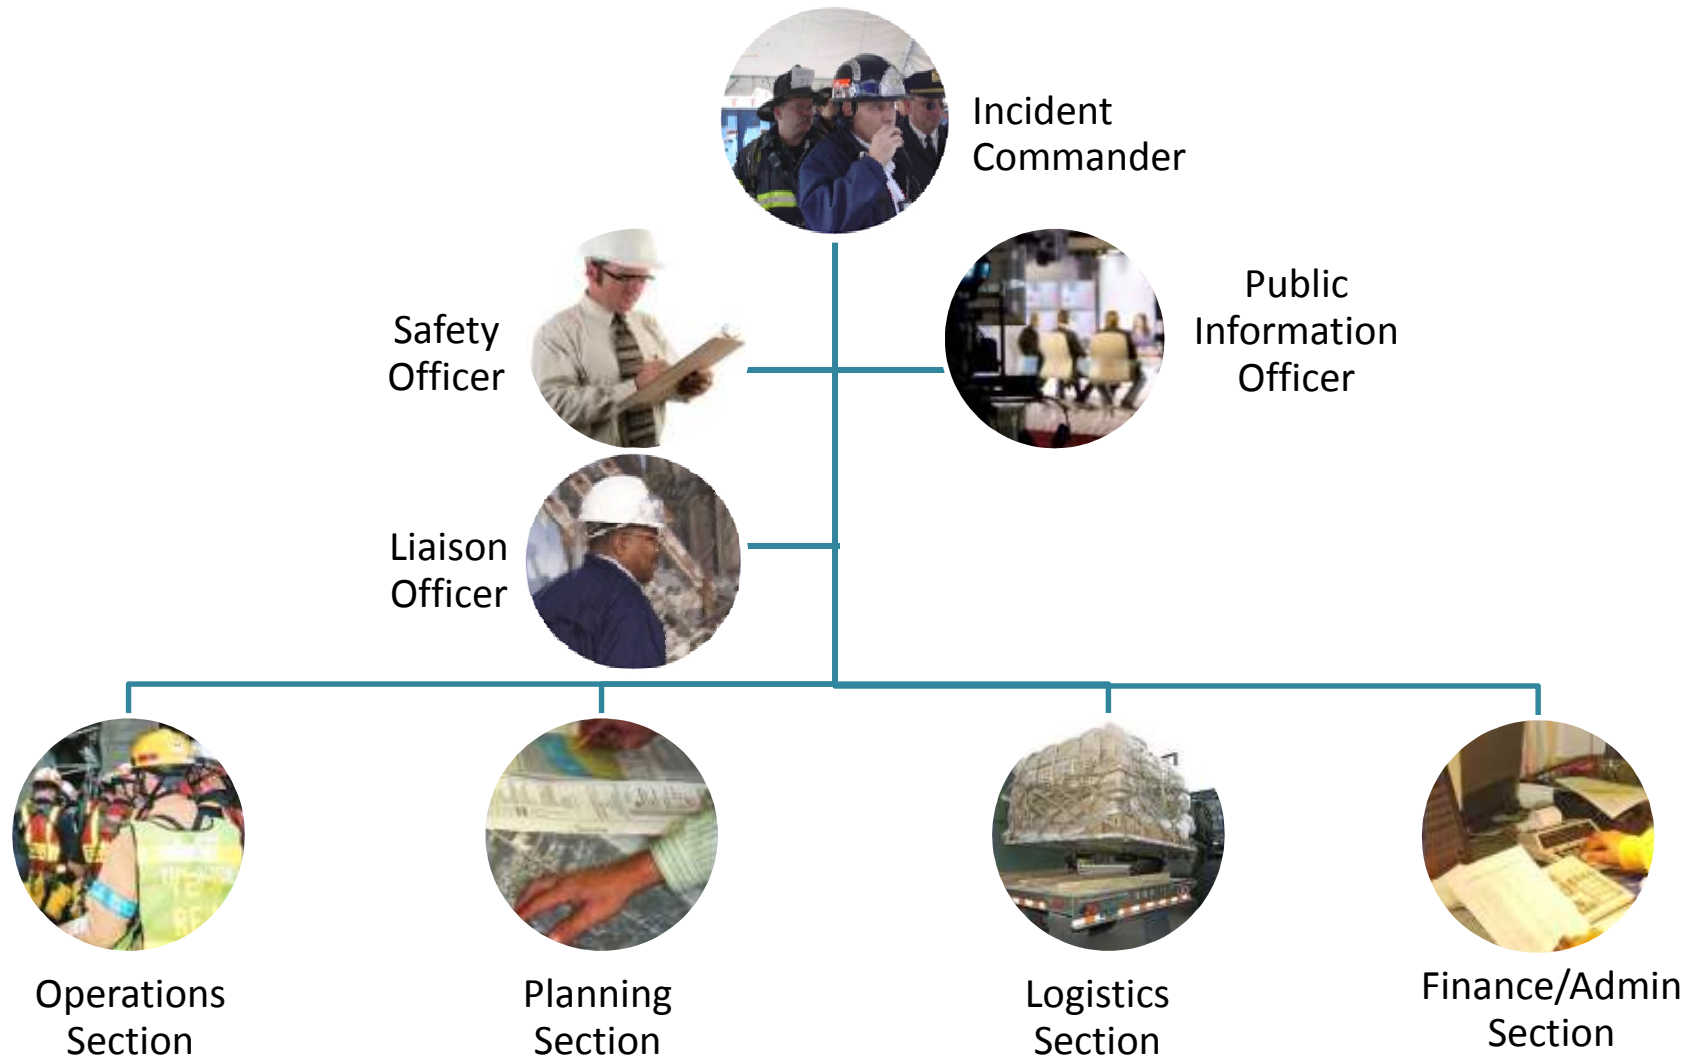 Incident
Commander
Safety
Officer
Public
Information
Officer
Liaison
Officer
Operations
Section
Planning
Section
Logistics
Section
Finance/Admin
Section